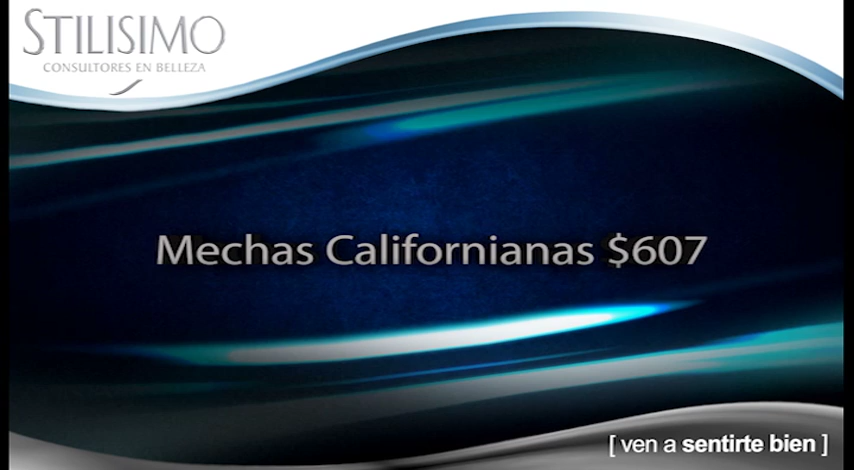 STILISIMO
CONSULTORES EN BELLEZA
Mechas Californianas $607
[ ven a sentirte bien ]